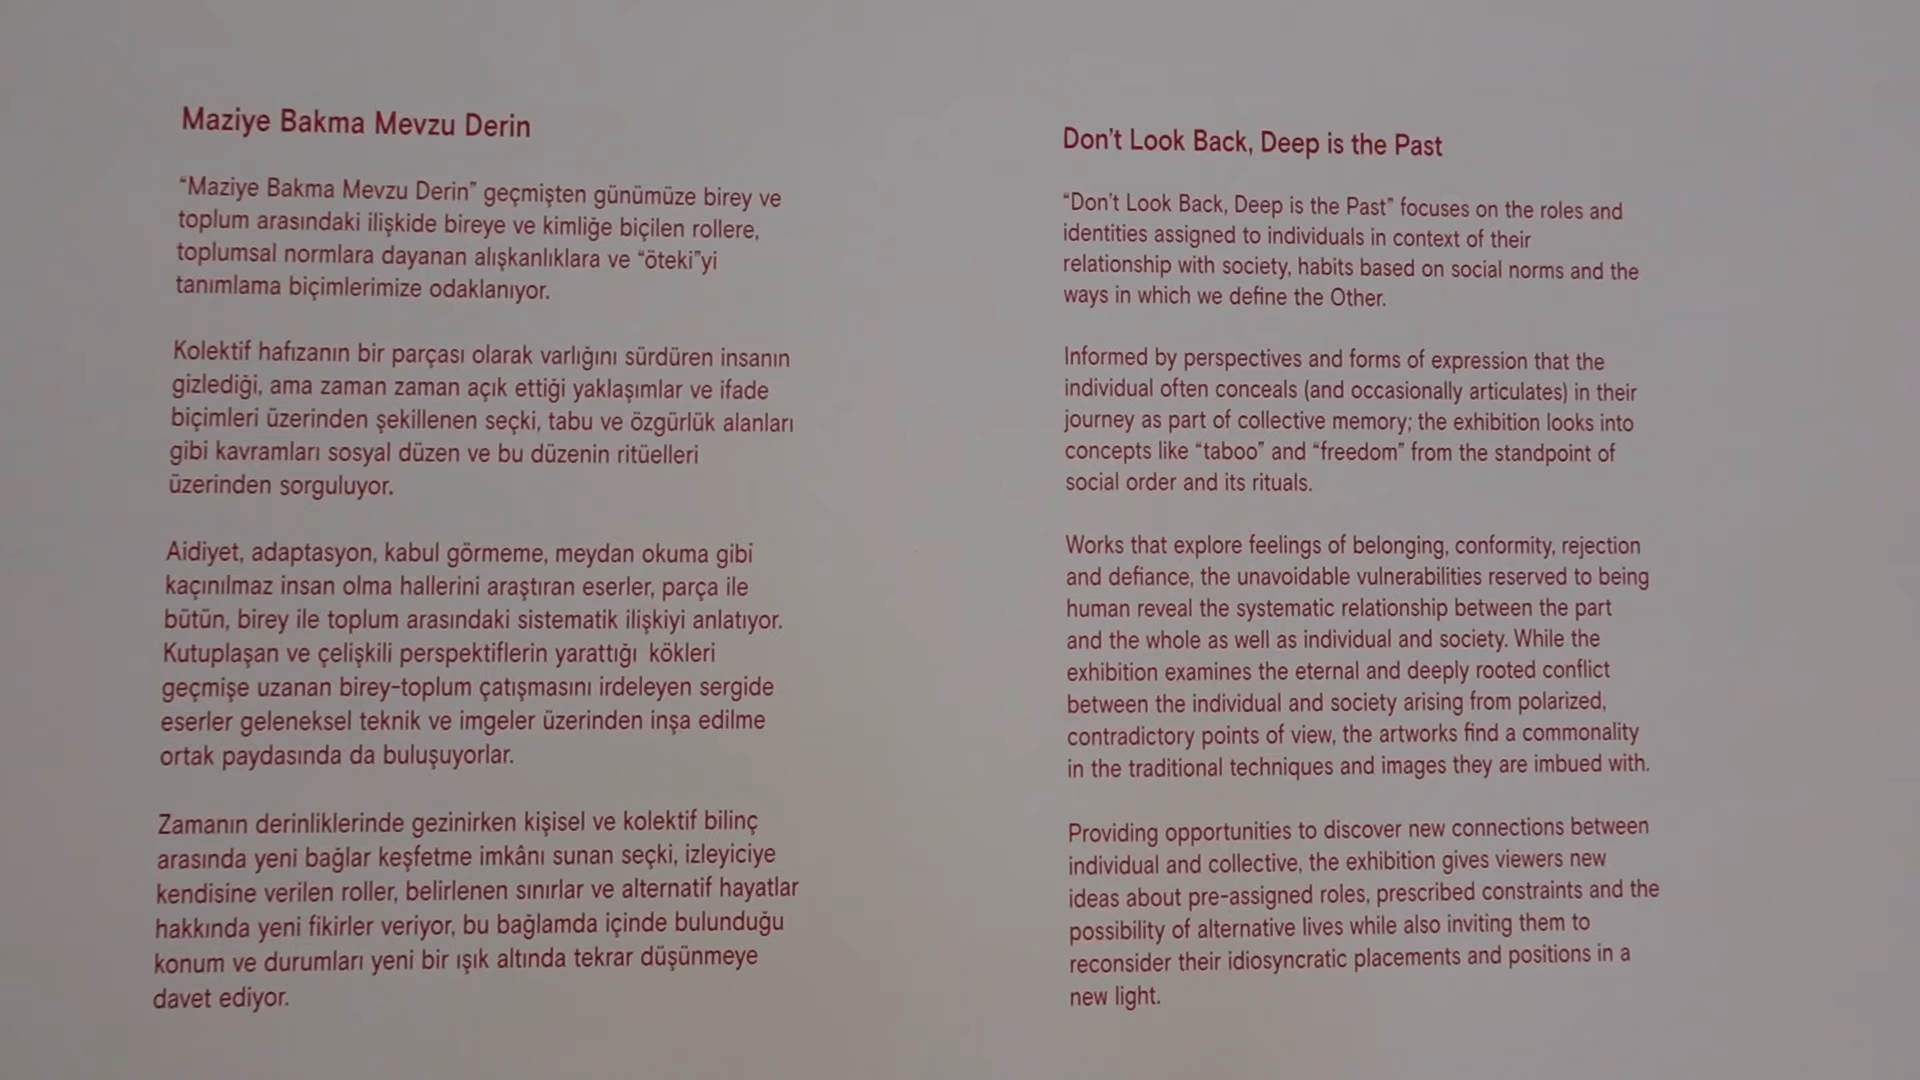 Maziye Bakma Mevzu Derin
“Maziye Bakma Mevzu Derin” geçmişten günümüze birey ve
toplum arasındaki ilişkide bireye ve kimliğe biçilen rollere,
toplumsal normlara dayanan alışkanlıklara ve “öteki”yi
tanımlama biçimlerimize odaklanıyor.
Kolektif hafızanın bir parçası olarak varlığını sürdüren insanın
gizlediği, ama zaman zaman açık ettiği yaklaşımlar ve ifade
biçimleri üzerinden şekillenen seçki, tabu ve özgürlük alanları
gibi kavramları sosyal düzen ve bu düzenin ritüelleri
üzerinden sorguluyor.
Aidiyet, adaptasyon, kabul görmeme, meydan okuma gibi
kaçınılmaz insan olma hallerini araştıran eserler, parça ile
bütün, birey ile toplum arasındaki sistematik ilişkiyi anlatıyor.
Kutuplaşan ve çelişkili perspektiflerin yarattığı kökleri
geçmişe uzanan birey-toplum çatışmasını irdeleyen sergide
eserler geleneksel teknik ve imgeler üzerinden inşa edilme
ortak paydasında da buluşuyorlar.
Zamanın derinliklerinde gezinirken kişisel ve kolektif bilinç
arasında yeni bağlar keşfetme imkânı sunan seçki, izleyiciye
kendisine verilen roller, belirlenen sınırlar ve alternatif hayatlar
hakkında yeni fikirler veriyor, bu bağlamda içinde bulunduğu
konum ve durumları yeni bir ışık altında tekrar düşünmeye
davet ediyor.
Don’t Look Back, Deep is the Past
“Don’t Look Back, Deep is the Past” focuses on the roles and
identities assigned to individuals in context of their
relationship with society, habits based on social norms and the
ways in which we define the Other.
Informed by perspectives and forms of expression that the
individual often conceals (and occasionally articulates) in their
journey as part of collective memory; the exhibition looks into
concepts like “taboo” and “freedom” from the standpoint of
social order and its rituals.
Works that explore feelings of belonging, conformity, rejection
and defiance, the unavoidable vulnerabilities reserved to being
human reveal the systematic relationship between the part
and the whole as well as individual and society. While the
exhibition examines the eternal and deeply rooted conflict
between the individual and society arising from polarized,
contradictory points of view, the artworks find a commonality
in the traditional techniques and images they are imbued with.
Providing opportunities to discover new connections between
individual and collective, the exhibition gives viewers new
ideas about pre-assigned roles, prescribed constraints and the
possibility of alternative lives while also inviting them to
reconsider their idiosyncratic placements and positions in a
new light.